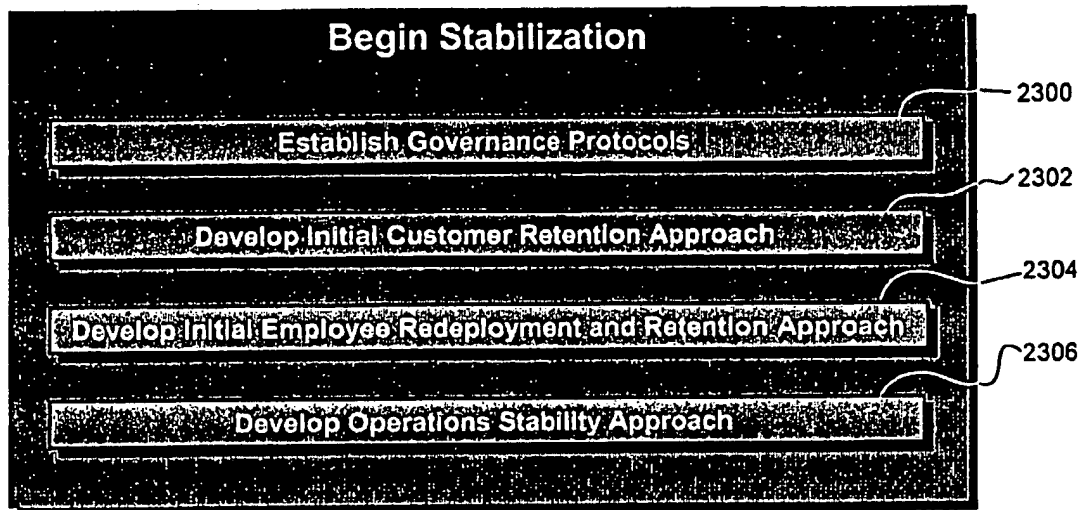 Begin Stabilization
2300
Establish Governance Protocols
2302
Develop Initial Customer Retention Approach
2304
Develop Initial Employee Redeployment and Retention Approach
2306
Develop Operations Stability Approach